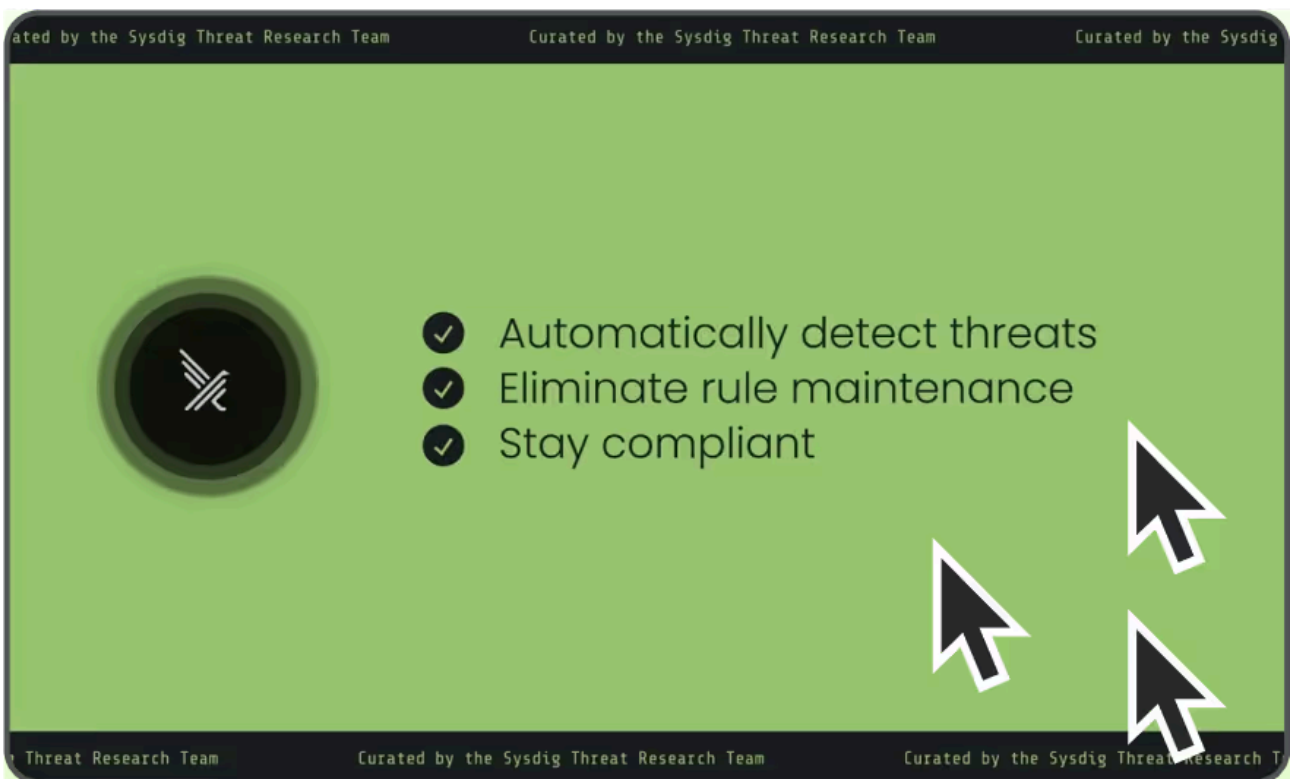 ated by the Sysdig Threat Research Team Curated by the Sysdig Threat Research Team Curated by the Sysdig
Automatically detect threats
Eliminate rule maintenance
Stay compliant
Threat Research Team Curated by the Sysdig Threat Research Team Curated by the Sysdig Threat Research T